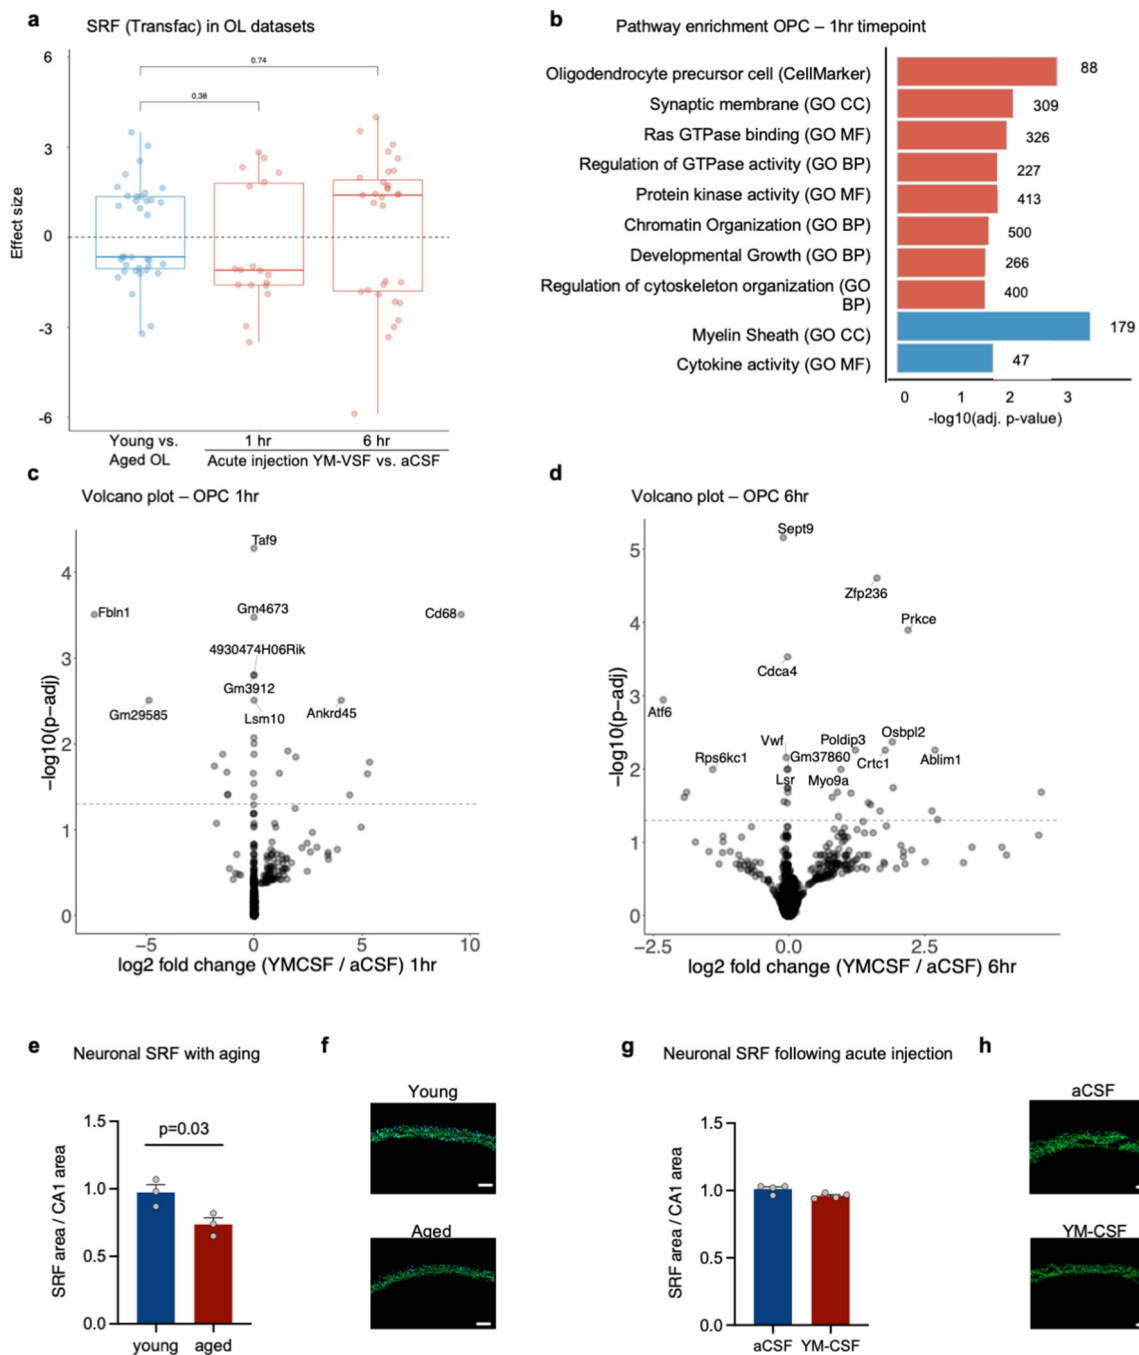 a
SRF (Transfac) in OL datasets
6
3
0
-3
-6
Effect size
0.74
0.38
Young vs.
Aged OL
1 hr
6 hr
Acute injection YM-VSF vs. aCSF
b
Pathway enrichment OPC – 1hr timepoint
Oligodendrocyte precursor cell (CellMarker)
88
Synaptic membrane (GO CC)
309
Ras GTPase binding (GO MF)
326
Regulation of GTPase activity (GO BP)
227
Protein kinase activity (GO MF)
413
Chromatin Organization (GO BP)
500
Developmental Growth (GO BP)
266
Regulation of cytoskeleton organization (GO
BP)
400
Myelin Sheath (GO CC)
179
Cytokine activity (GO MF)
47
0 1 2 3
-log10(adj. p-value)
c
Volcano plot – OPC 1hr
4
3
2
1
0
−log10(p−adj)
Taf9
Fbln1
Gm4673
Cd68
4930474H06Rik
Gm3912
Gm29585
Lsm10
Ankrd45
−5 0 5 10
log2 fold change (YMCSF / aCSF) 1hr
d
Volcano plot – OPC 6hr
5
4
3
2
1
0
−log10(p−adj)
Sept9
Zfp236
Prkce
Cdca4
Atf6
Vwf
Poldip3
Osbpl2
Rps6kc1
Gm37860
Crtc1
Ablim1
Lsr
Myo9a
−2.5 0.0 2.5
log2 fold change (YMCSF / aCSF) 6hr
e
Neuronal SRF with aging
1.5
1.0
0.5
0.0
SRF area / CA1 area
p=0.03
young aged
f
Young
Aged
g
Neuronal SRF following acute injection
1.5
1.0
0.5
0.0
SRF area / CA1 area
aCSF YM-CSF
h
aCSF
YM-CSF